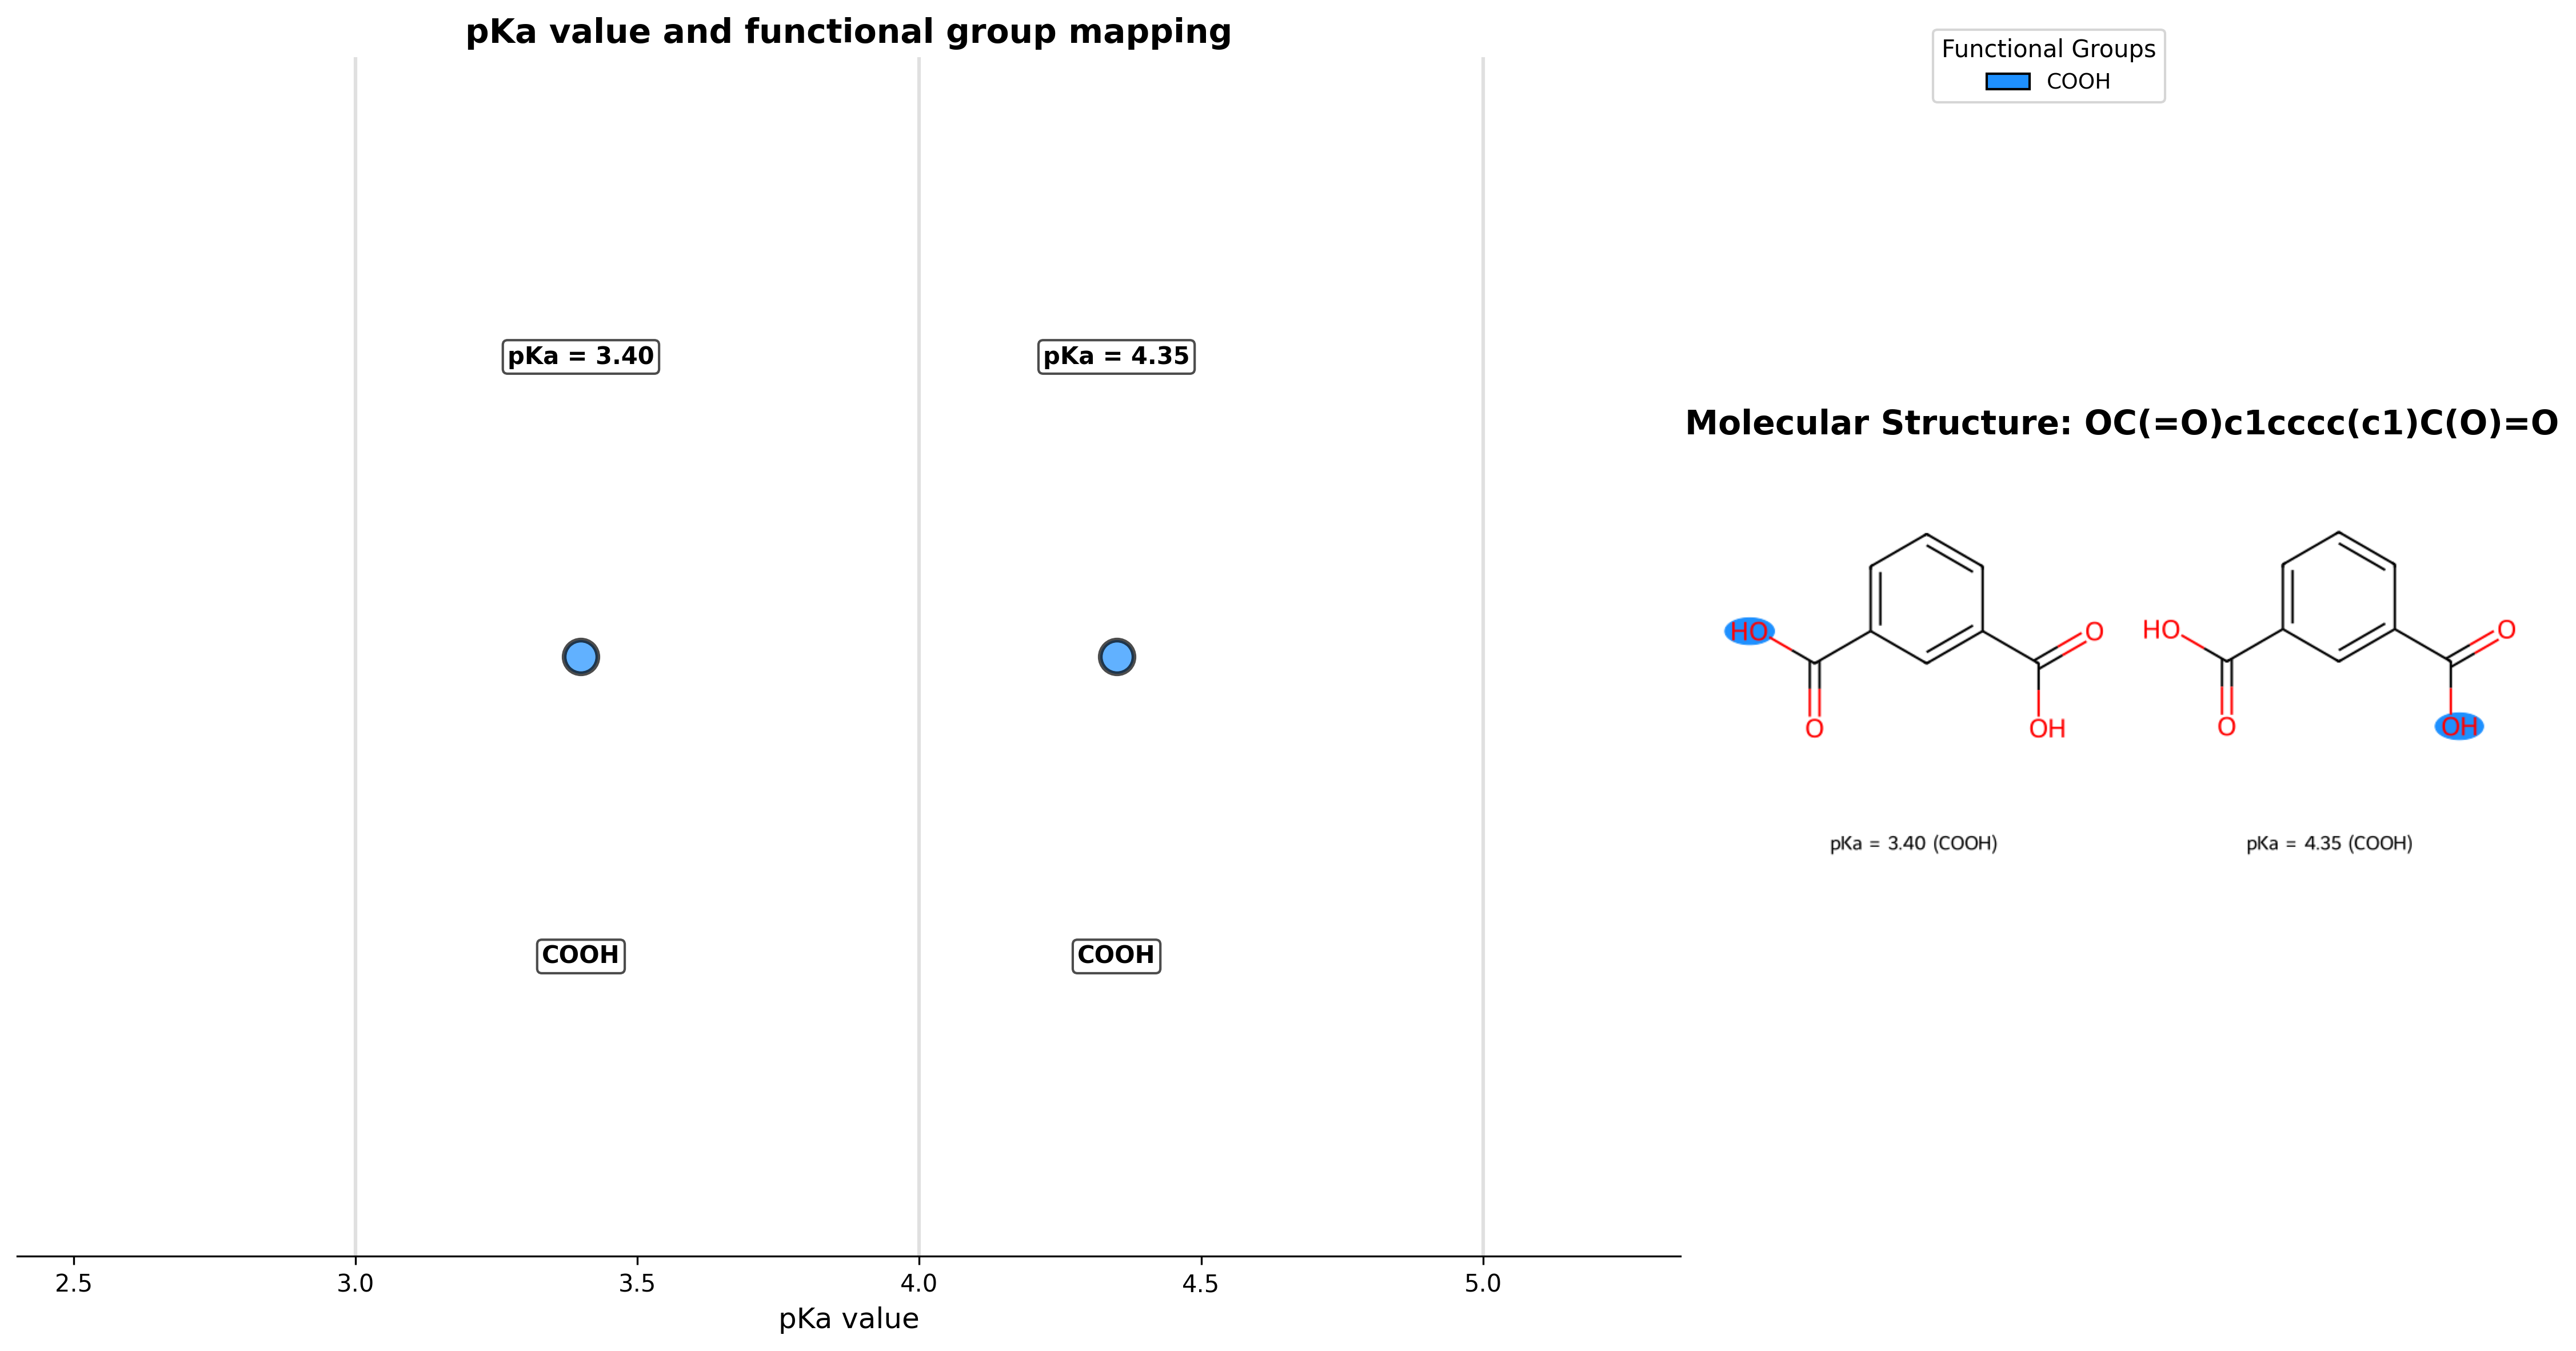 pKa value and functional group mapping
Functional Groups
COOH
pKa = 3.40
pKa = 4.35
COOH
COOH
2.5 3.0 3.5 4.0 4.5 5.0
pKa value
Molecular Structure: OC(=O)c1cccc(c1)C(O)=O
HO O O OH
HO O O OH
pKa = 3.40 (COOH)
pKa = 4.35 (COOH)